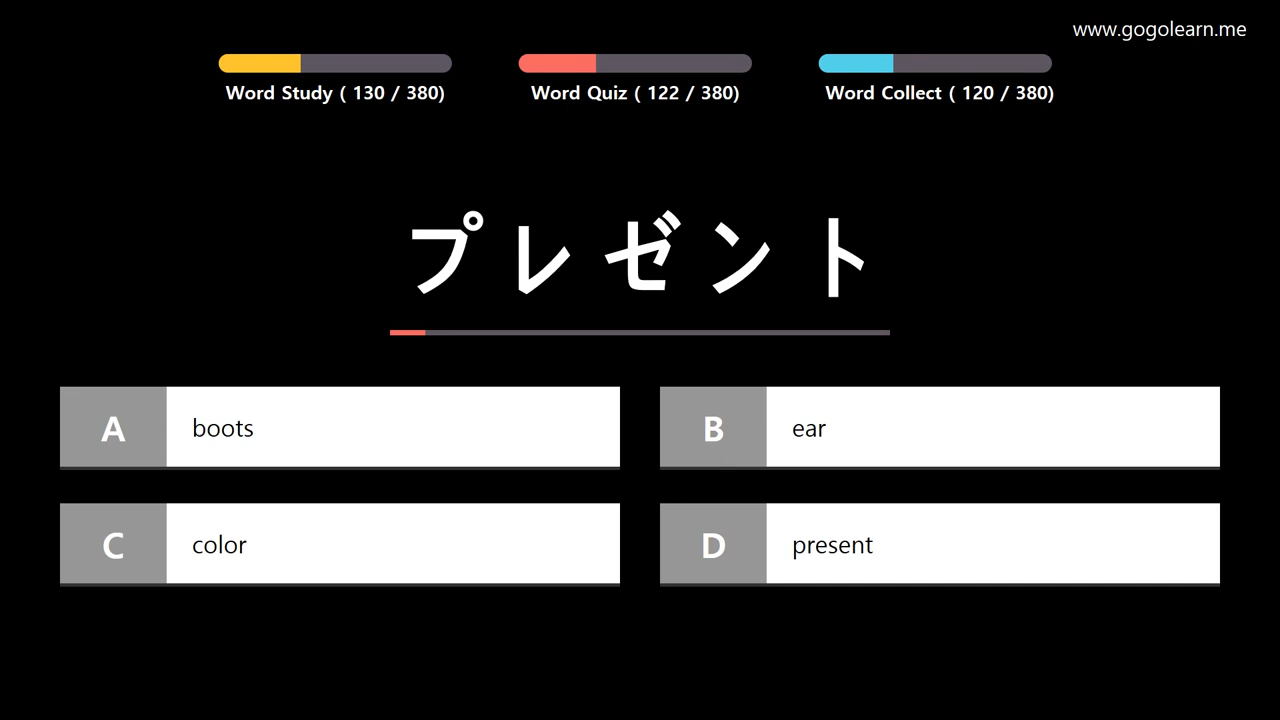 www.gogolearn.me
Word Study ( 130 / 380)
Word Quiz ( 122 / 380)
Word Collect ( 120 / 380)
プレゼント
A boots
B ear
C color
D present